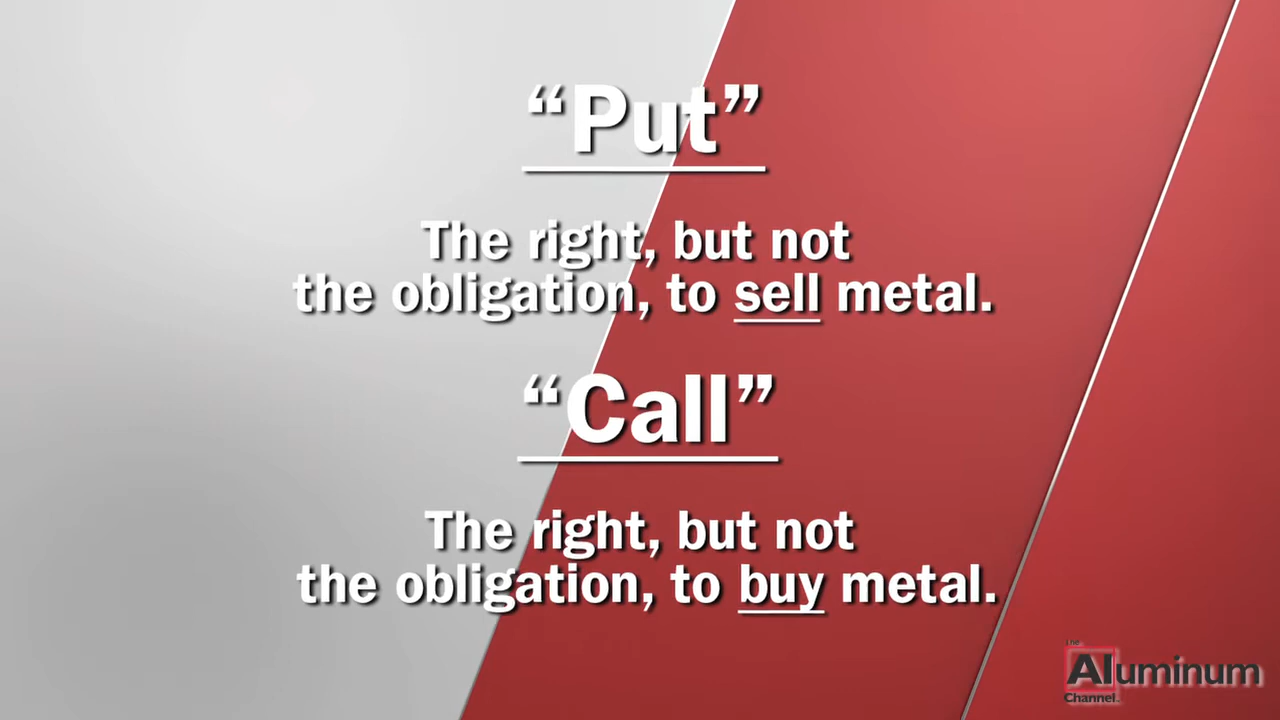 “Put”
The right, but not
the obligation, to sell metal.
“Call”
The right, but not
the obligation, to buy metal.
The
Aluminum
Channel.